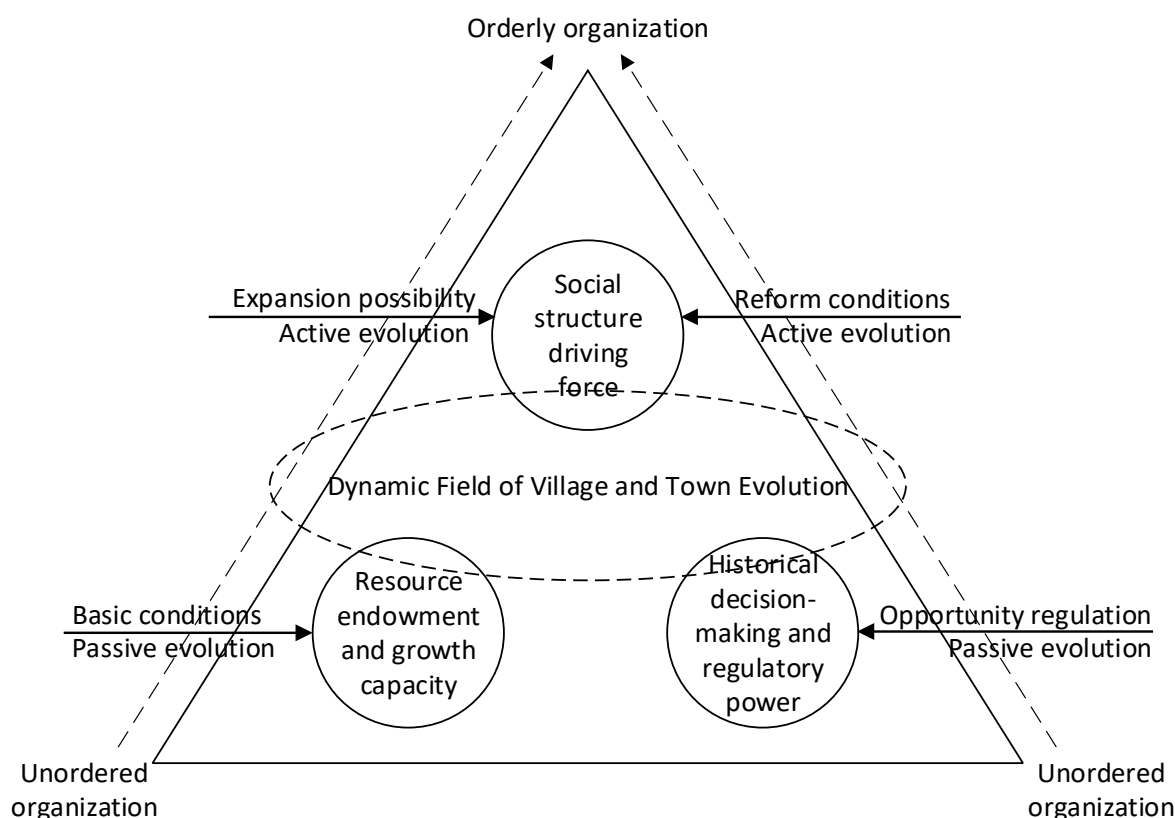 Orderly organization
Expansion possibility
Active evolution
Social
structure
driving
force
Reform conditions
Active evolution
Dynamic Field of Village and Town Evolution
Basic conditions
Passive evolution
Resource
endowment
and growth
capacity
Historical
decision-
making and
regulatory
power
Opportunity regulation
Passive evolution
Unordered
organization
Unordered
organization